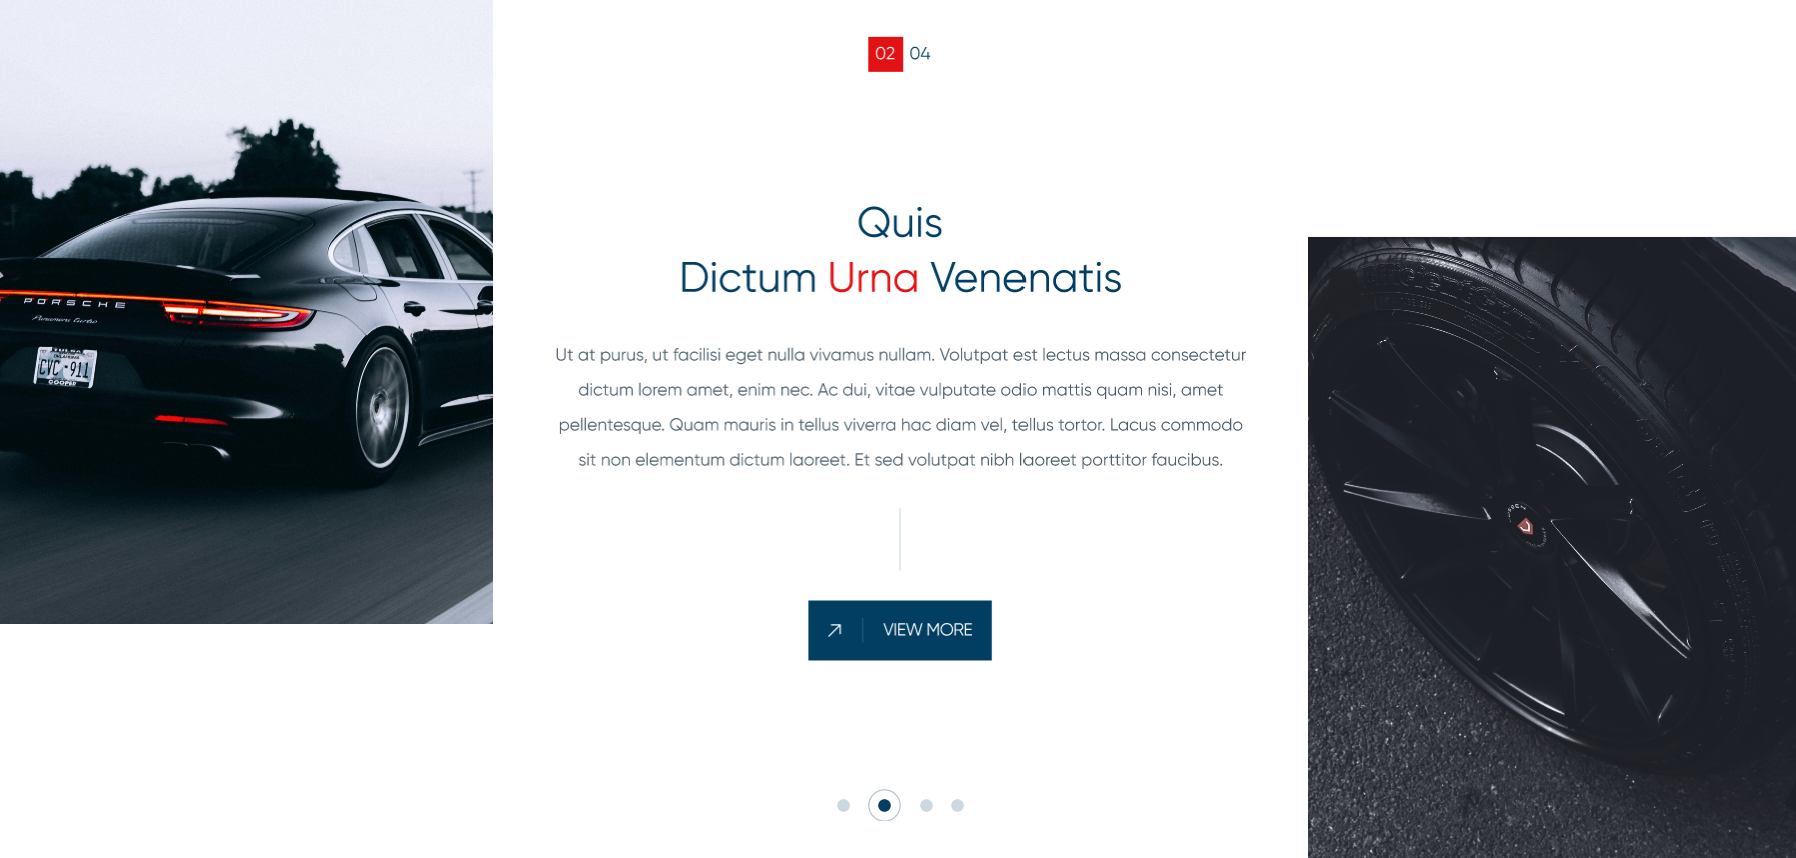 02 04
Quis
Dictum Urna Venenatis
Ut at purus, ut facilisi eget nulla vivamus nullam. Volutpat est lectus massa consectetur
dictum lorem amet, enim nec. Ac dui, vitae vulputate odio mattis quam nisi, amet
pellentesque. Quam mauris in tellus viverra hac diam vel, tellus tortor. Lacus commodo
sit non elementum dictum laoreet. Et sed volutpat nibh laoreet porttitor faucibus.
VIEW MORE
PORSCHE
Panamera turbo
TULSA
OKLAHOMA
CVC-911
COOPER